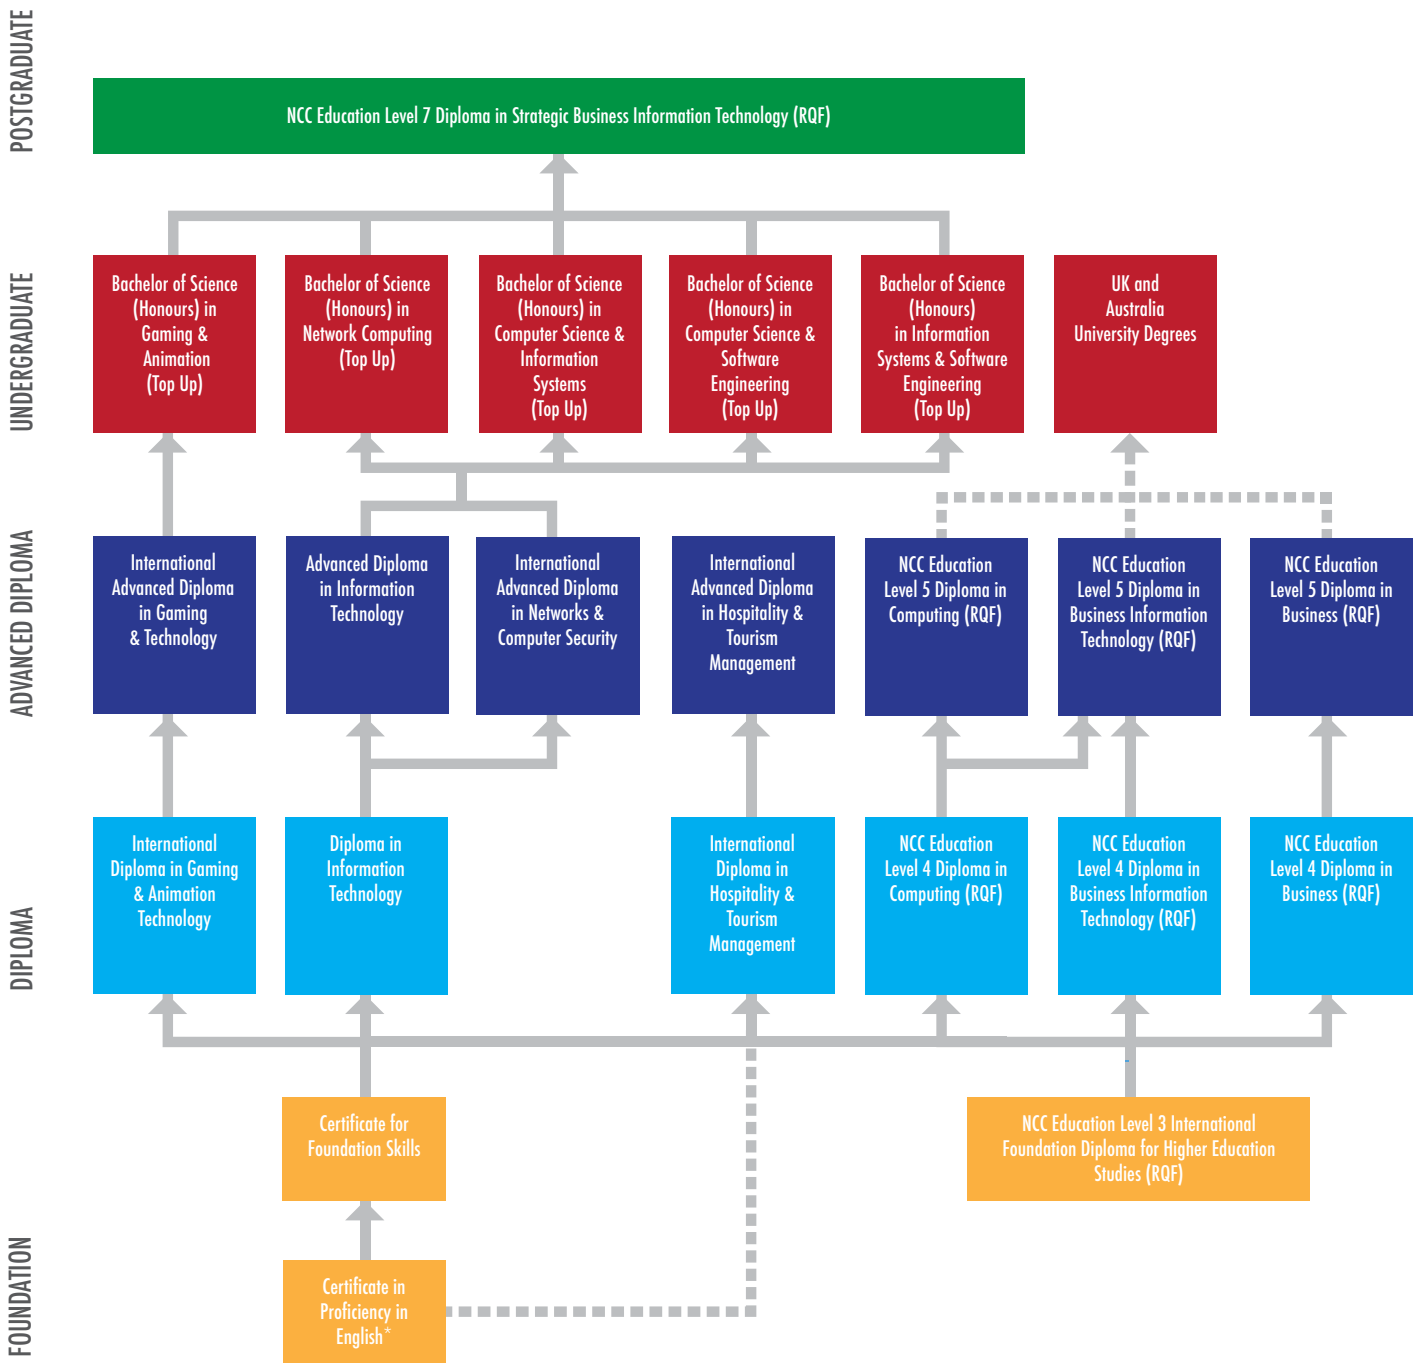 POSTGRADUATE
NCC Education Level 7 Diploma in Strategic Business Information Technology (RQF)
UNDERGRADUATE
Bachelor of Science
(Honours) in
Gaming &
Animation
(Top Up)
Bachelor of Science
(Honours) in
Network Computing
(Top Up)
Bachelor of Science
(Honours) in
Computer Science &
Information
Systems
(Top Up)
Bachelor of Science
(Honours) in
Computer Science &
Software
Engineering
(Top Up)
Bachelor of Science
(Honours)
in Information
Systems & Software
Engineering
(Top Up)
UK and
Australia
University Degrees
ADVANCED DIPLOMA
International
Advanced Diploma
in Gaming
& Technology
Advanced Diploma
in Information
Technology
International
Advanced Diploma
in Networks &
Computer Security
International
Advanced Diploma
in Hospitality &
Tourism
Management
NCC Education
Level 5 Diploma in
Computing (RQF)
NCC Education
Level 5 Diploma in
Business Information
Technology (RQF)
NCC Education
Level 5 Diploma in
Business (RQF)
DIPLOMA
International
Diploma in Gaming
& Animation
Technology
Diploma in
Information
Technology
International
Diploma in
Hospitality &
Tourism
Management
NCC Education
Level 4 Diploma in
Computing (RQF)
NCC Education
Level 4 Diploma in
Business Information
Technology (RQF)
NCC Education
Level 4 Diploma in
Business (RQF)
FOUNDATION
Certificate for
Foundation Skills
NCC Education Level 3 International
Foundation Diploma for Higher Education
Studies (RQF)
Certificate in
Proficiency in
English*